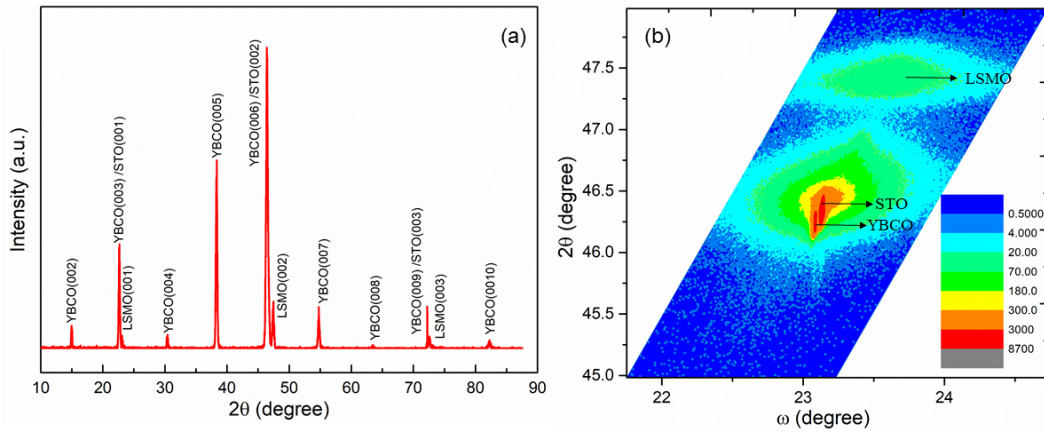 (a)
Intensity (a.u.)
YBCO(002)
YBCO(003) /STO(001)
LSMO(001)
YBCO(004)
YBCO(005)
YBCO(006) /STO(002)
LSMO(002)
YBCO(007)
YBCO(008)
YBCO(009) /STO(003)
LSMO(003)
YBCO(0010)
10 20 30 40 50 60 70 80 90
2θ (degree)
(b)
2θ (degree)
47.5
47.0
46.5
46.0
45.5
45.0
LSMO
STO
YBCO
0.5000
4.000
20.00
70.00
180.0
300.0
3000
8700
22 23 24
ω (degree)